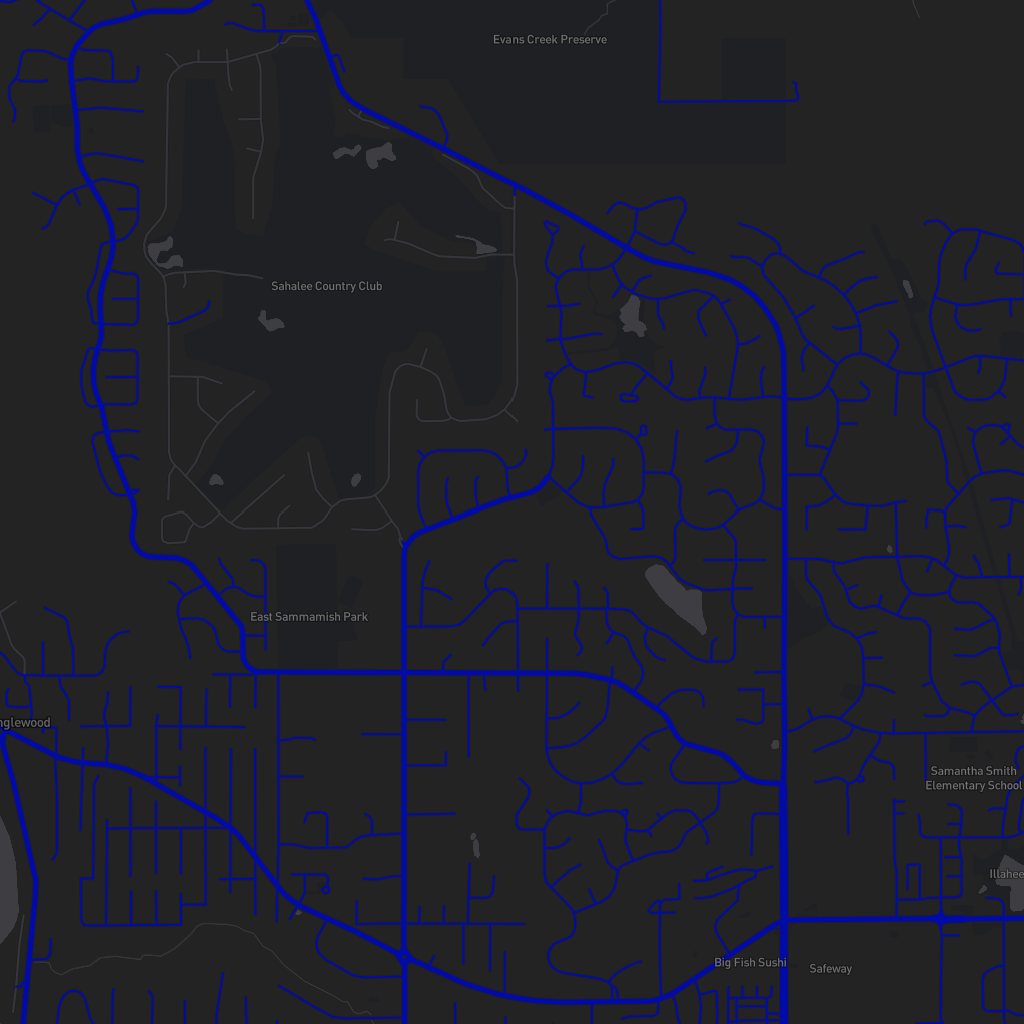 Evans Creek Preserve
Sahalee Country Club
East Sammamish Park
nglewood
Samantha Smith
Elementary School
Illahee
Big Fish Sushi
Safeway